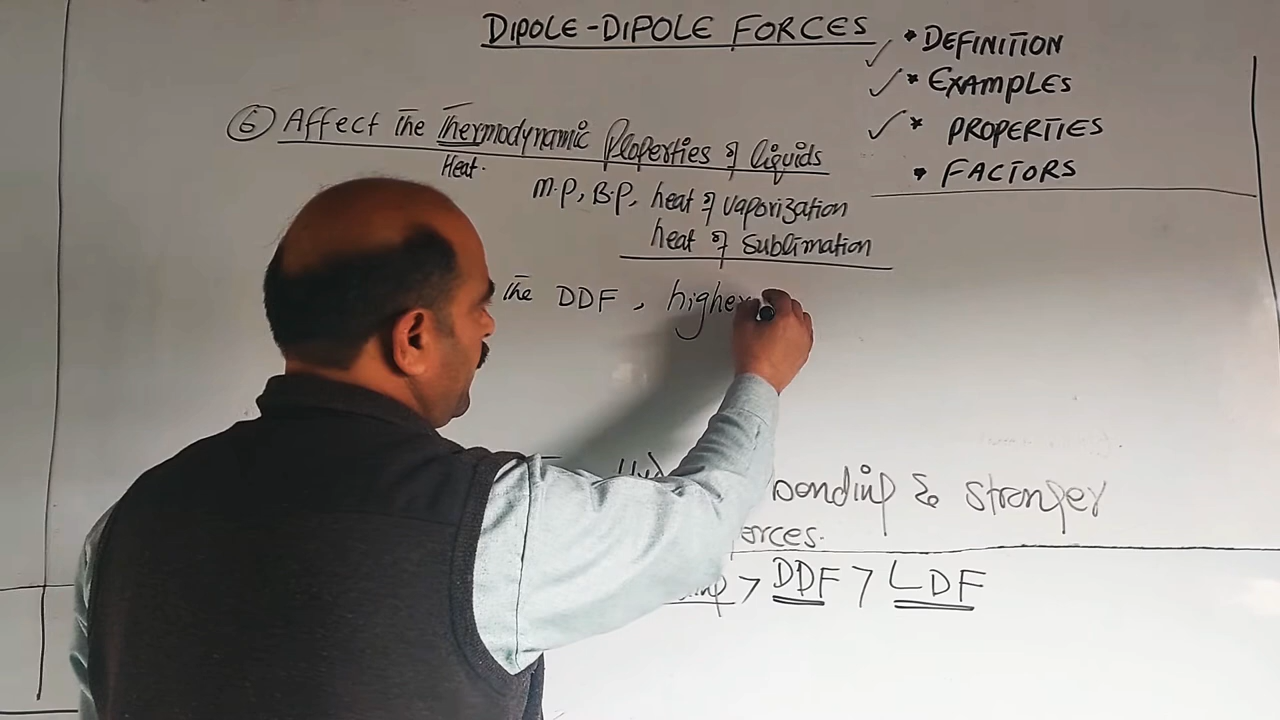 DIPOLE-DIPOLE FORCES
✓ * DEFINITION
✓ * EXAMPLES
✓ * PROPERTIES
• FACTORS
⑥ Affect The Thermodynamic Properties of liquids
Heat.
M.P, B.P, heat of vaporization
heat of Sublimation
The DDF, higher
bonding & stronger
orces.
> DDF > LDF